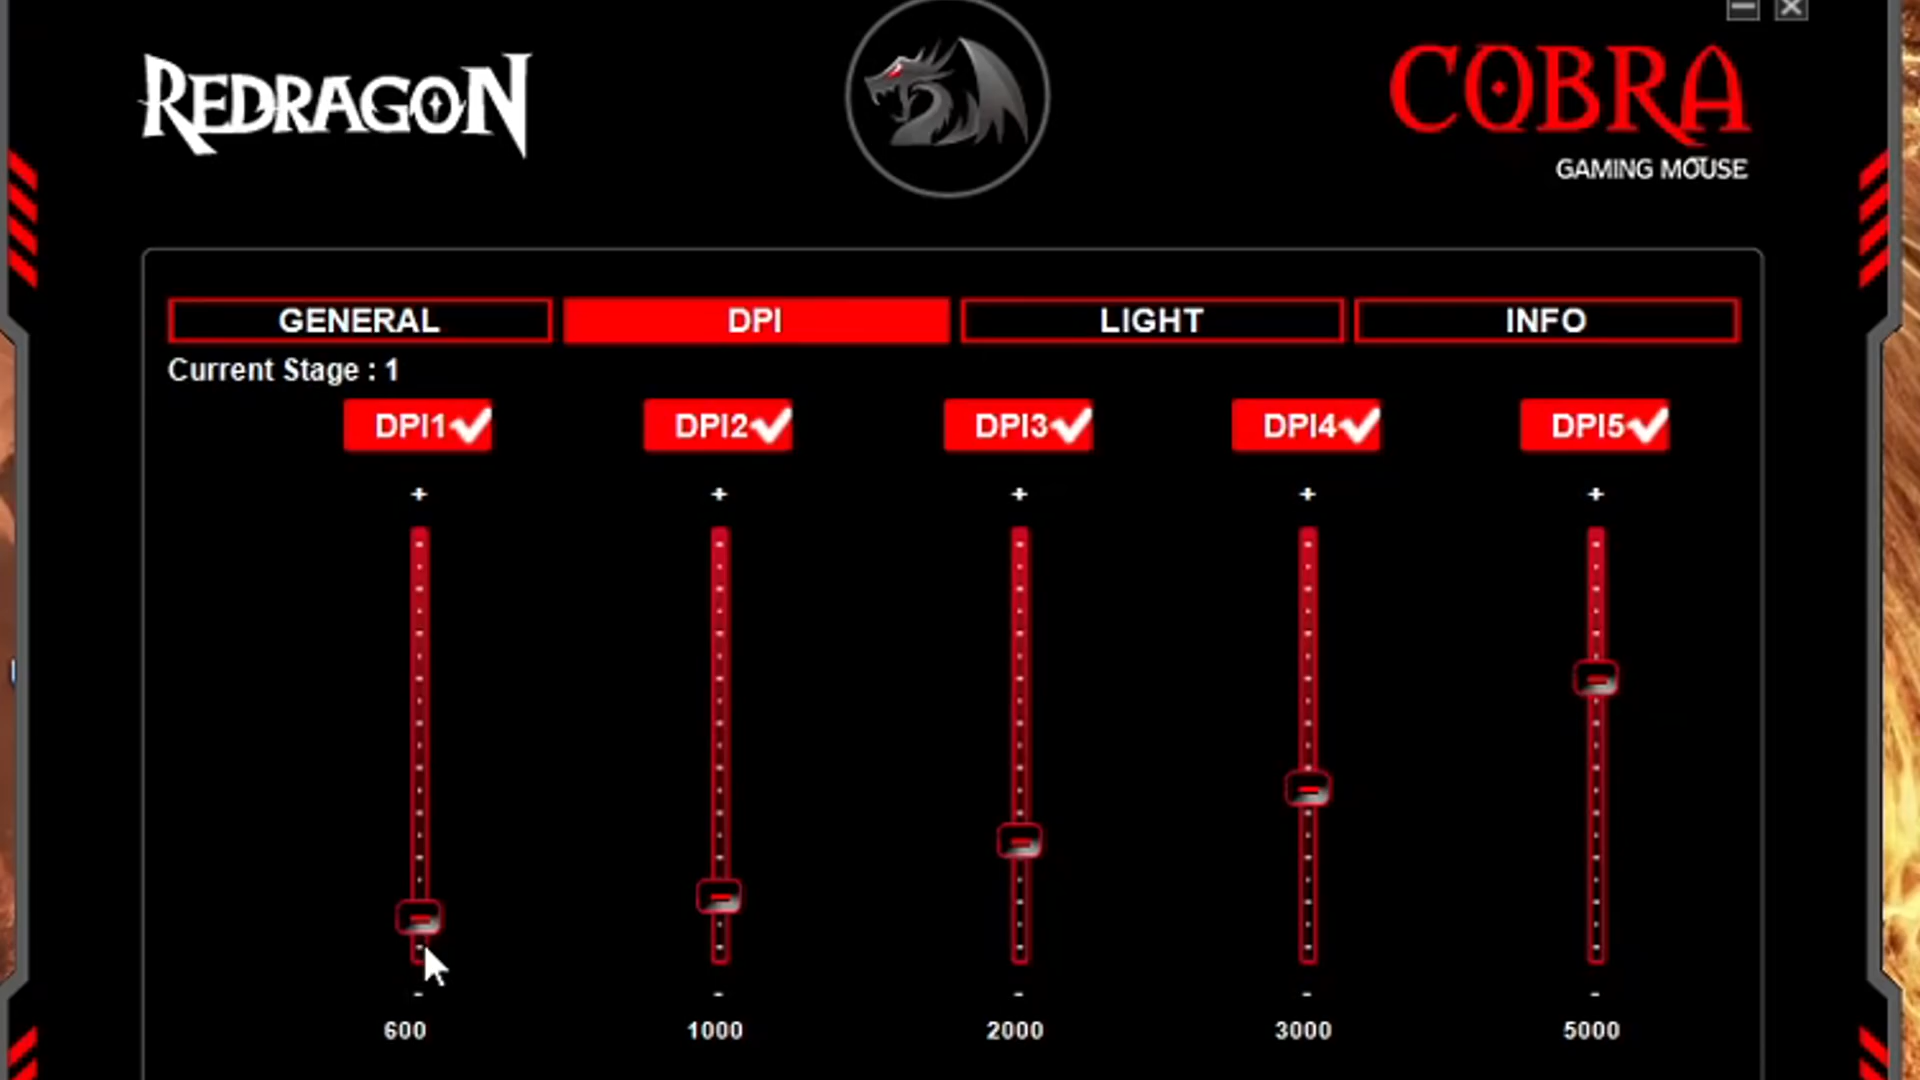 REDRAGON
COBRA
GAMING MOUSE
GENERAL DPI LIGHT INFO
Current Stage : 1
DPI1 DPI2 DPI3 DPI4 DPI5
+ + + + +
- - - - -
600 1000 2000 3000 5000